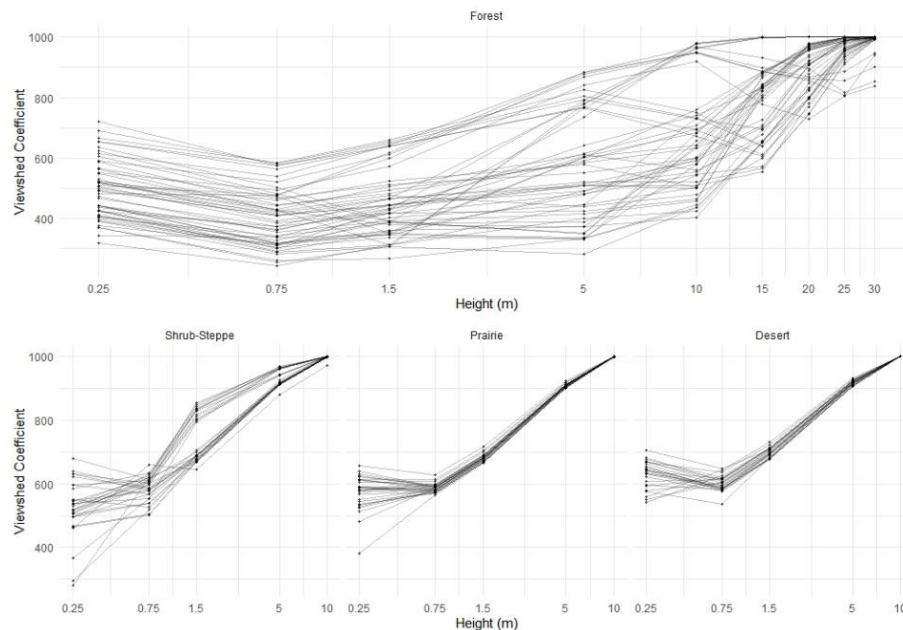 Forest
1000
800
600
400
Viewshed Coefficient
0.25 0.75 1.5 5 10 15 20 25 30
Height (m)
Shrub-Steppe Prairie Desert
1000
800
600
400
Viewshed Coefficient
0.25 0.75 1.5 5 10 0.25 0.75 1.5 5 10 0.25 0.75 1.5 5 10
Height (m) Height (m)